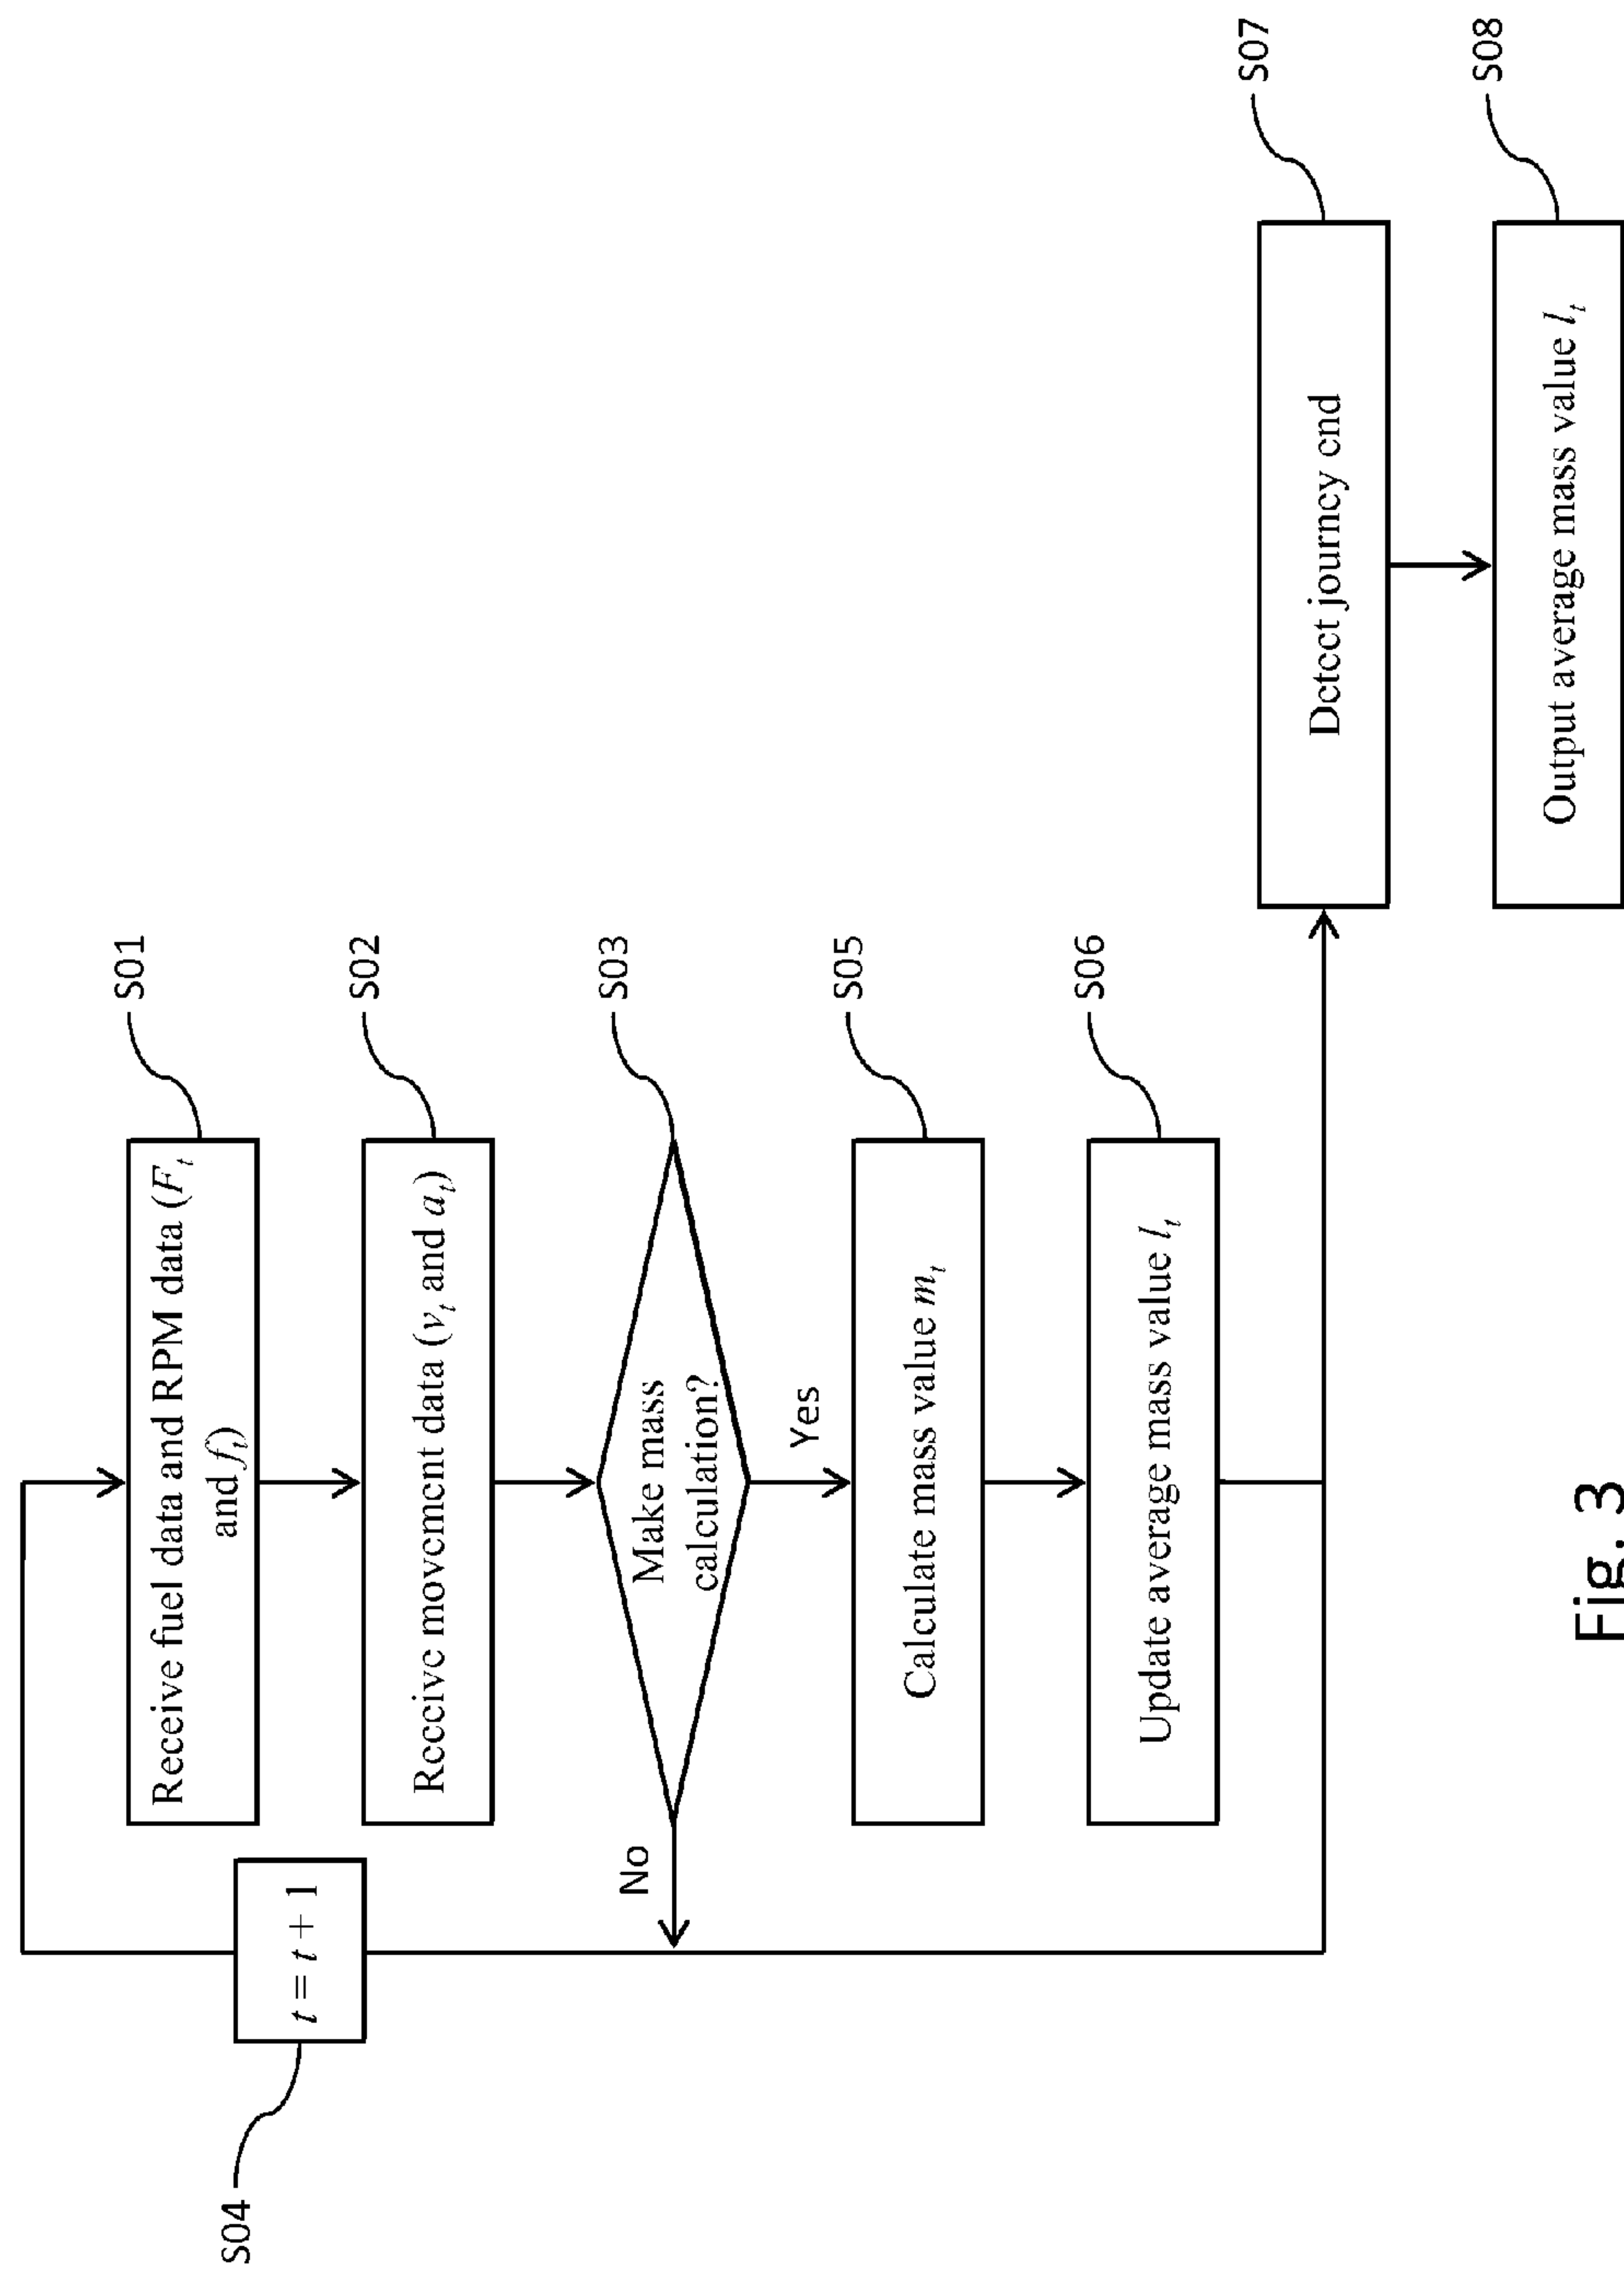 S01
Receive fuel data and RPM data (Fₜ
and fₜ)
S02
Receive movement data (vₜ and aₜ)
S03
Make mass
calculation?
No
Yes
S04
t = t + 1
S05
Calculate mass value mₜ
S06
Update average mass value lₜ
S07
Detect journey end
S08
Output average mass value lₜ
Fig. 3